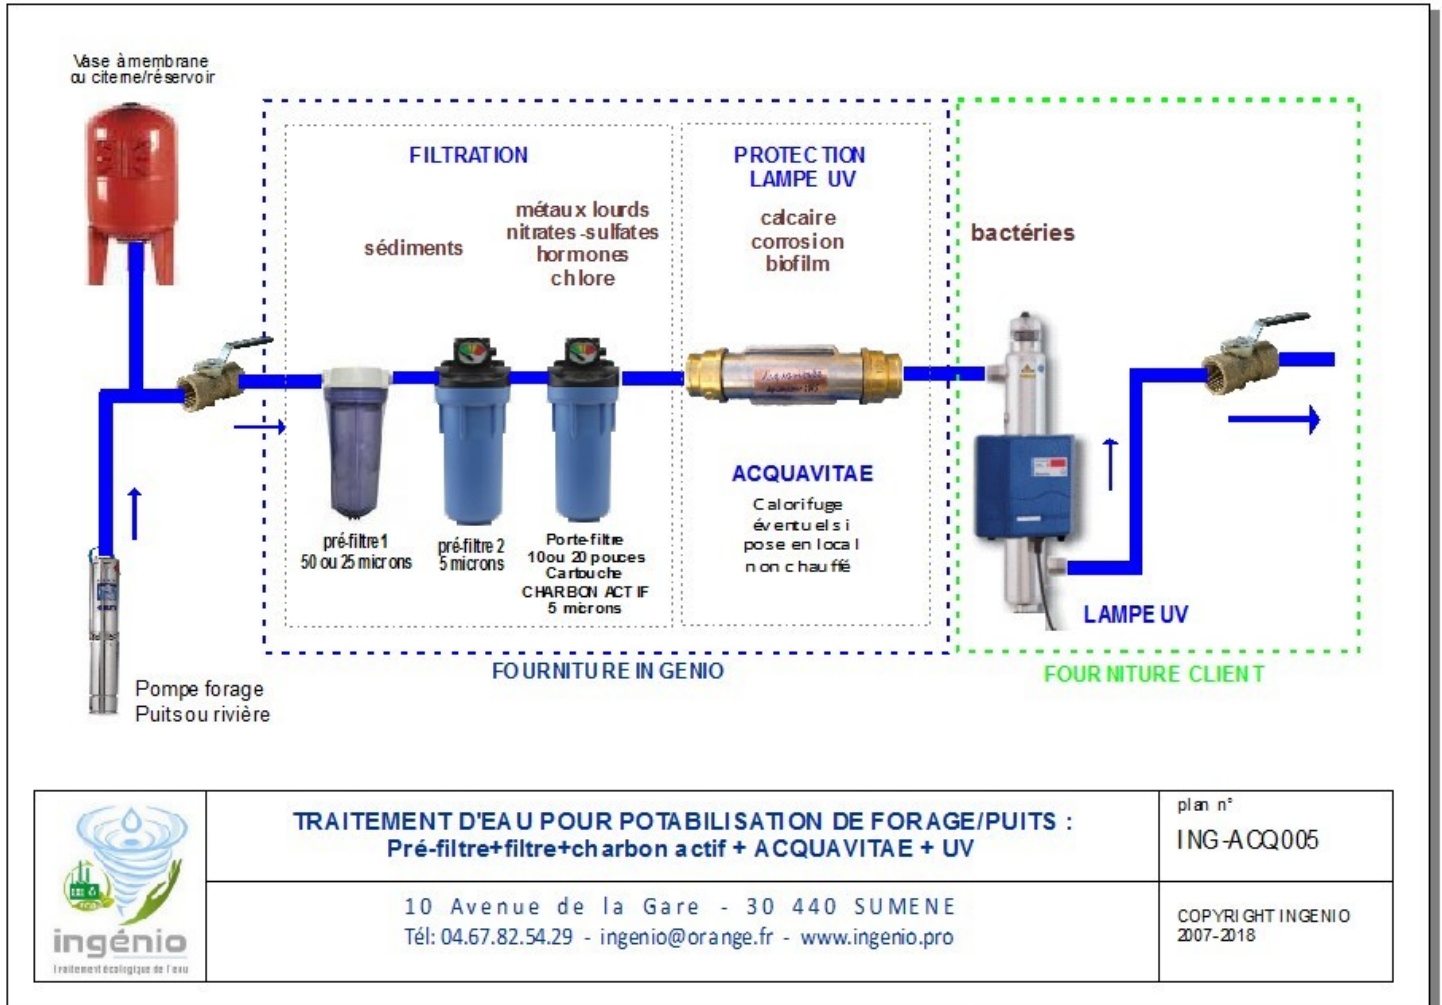 Vase à membrane
ou citerne/réservoir
FILTRATION
sédiments
métaux lourds
nitrates-sulfates
hormones
chlore
PROTECTION
LAMPE UV
calcaire
corrosion
biofilm
bactéries
pré-filtre1
50 ou 25 microns
pré-filtre 2
5 microns
Porte-filtre
10ou 20 pouces
Cartouche
CHARBON ACTIF
5 microns
ACQUAVITAE
Calorifuge
éventuel si
pose en local
non chauffé
LAMPE UV
FOURNITURE INGENIO
FOURNITURE CLIENT
Pompe forage
Puits ou rivière
TRAITEMENT D'EAU POUR POTABILISATION DE FORAGE/PUITS :
Pré-filtre+filtre+charbon actif + ACQUAVITAE + UV
plan n°
ING-ACQ005
10 Avenue de la Gare - 30 440 SUMENE
Tél: 04.67.82.54.29 - ingenio@orange.fr - www.ingenio.pro
COPYRIGHT INGENIO
2007-2018
ingénio
Traitement écologique de l'eau